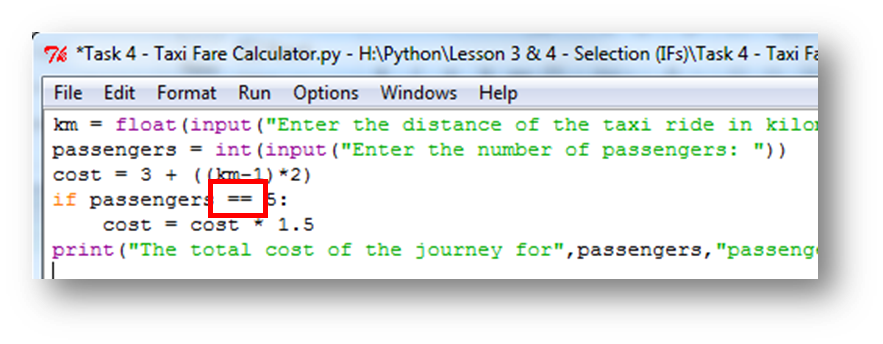 *Task 4 - Taxi Fare Calculator.py - H:\Python\Lesson 3 & 4 - Selection (IFs)\Task 4 - Taxi Fa
File Edit Format Run Options Windows Help
km = float(input("Enter the distance of the taxi ride in kilo
passengers = int(input("Enter the number of passengers: "))
cost = 3 + ((km-1)*2)
if passengers == 5:
    cost = cost * 1.5
print("The total cost of the journey for",passengers,"passeng